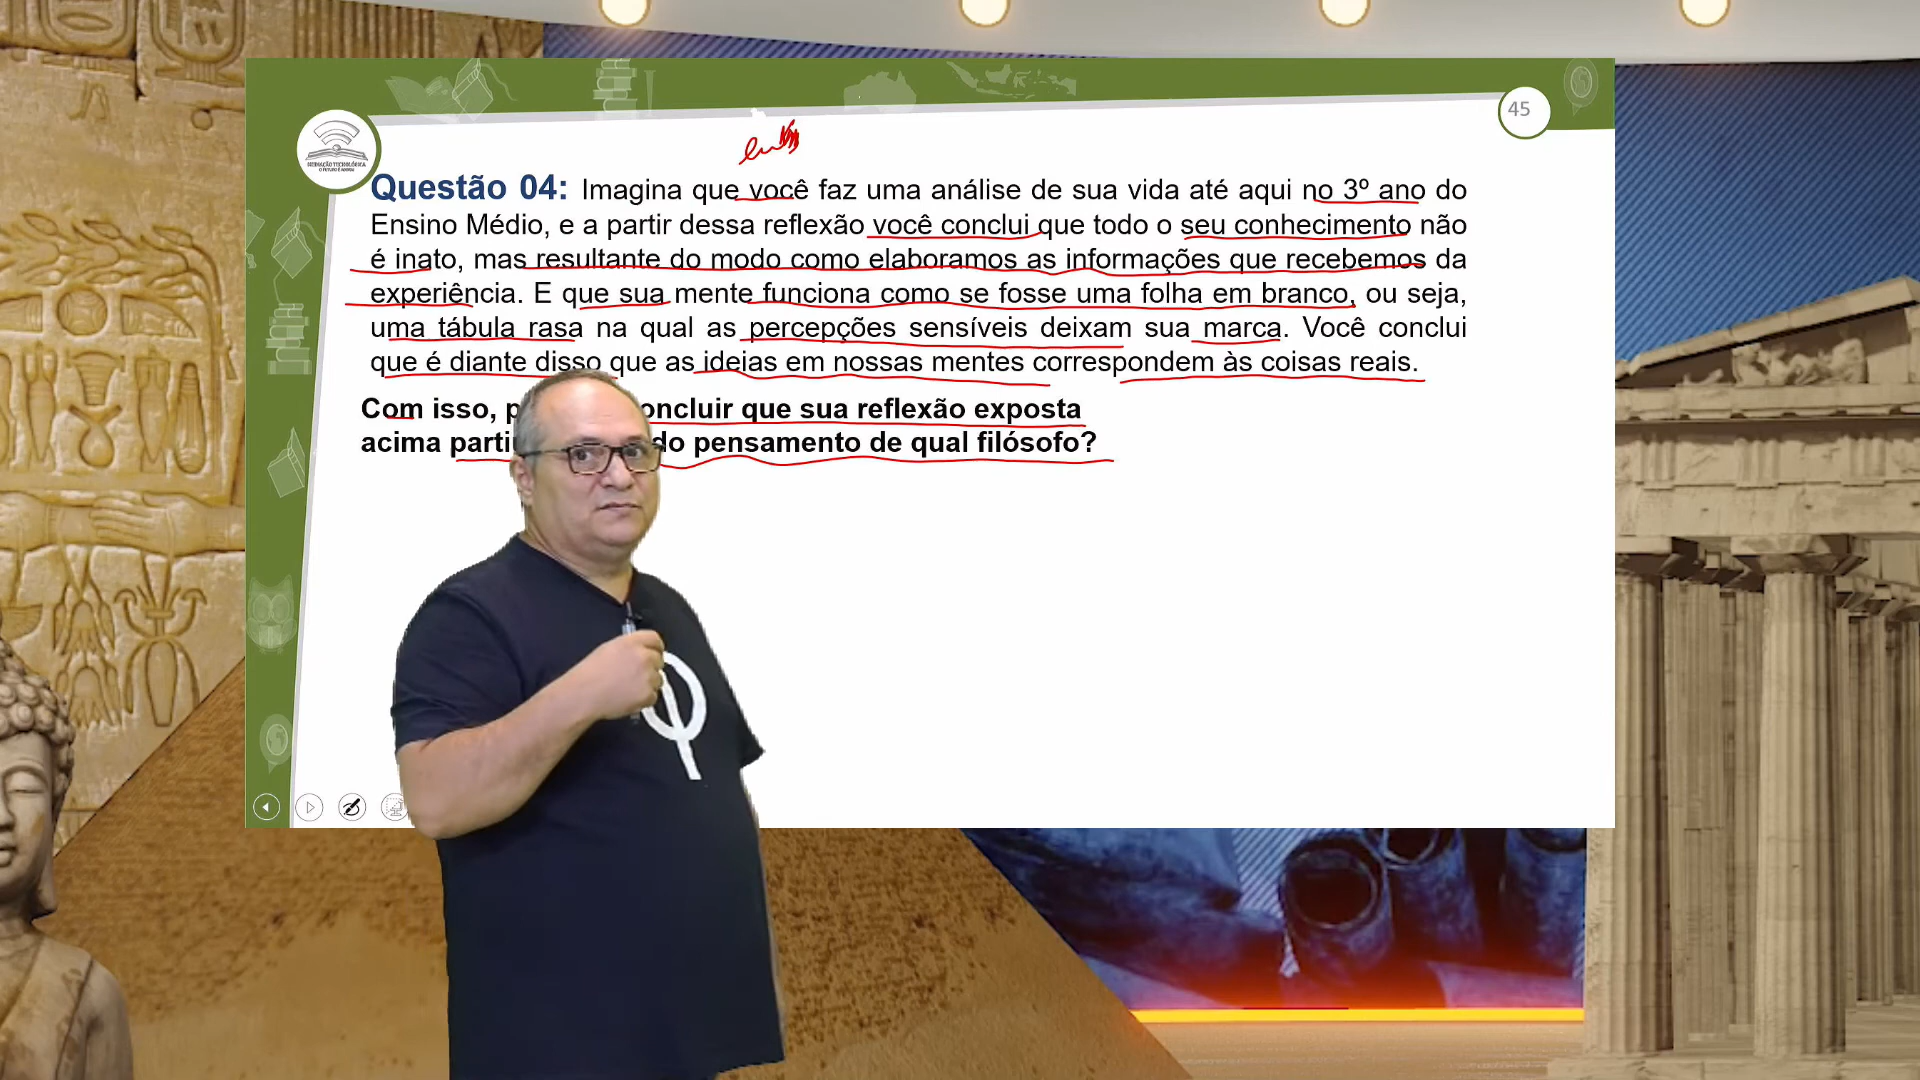 45
Questão 04: Imagina que você faz uma análise de sua vida até aqui no 3º ano do
Ensino Médio, e a partir dessa reflexão você conclui que todo o seu conhecimento não
é inato, mas resultante do modo como elaboramos as informações que recebemos da
experiência. E que sua mente funciona como se fosse uma folha em branco, ou seja,
uma tábula rasa na qual as percepções sensíveis deixam sua marca. Você conclui
que é diante disso que as ideias em nossas mentes correspondem às coisas reais.
Com isso, oncluir que sua reflexão exposta
acima do pensamento de qual filósofo?